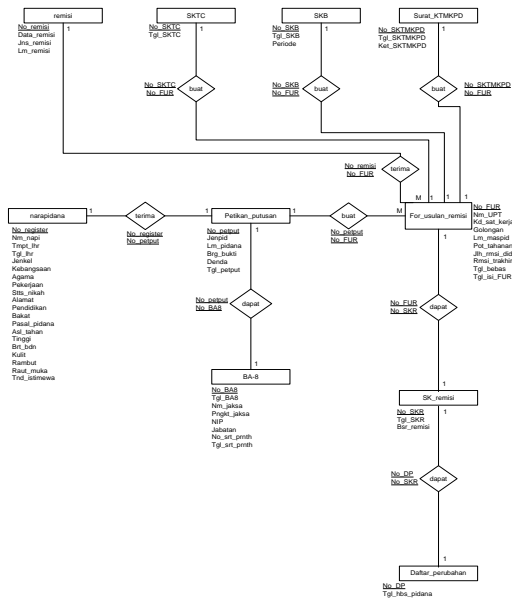 remisi
No_remisi
Data_remisi
Jns_remisi
Lm_remisi
1
SKTC
No_SKTC
Tgl_SKTC
1
SKB
No_SKB
Tgl_SKB
Periode
1
Surat_KTMKPD
No_SKTMKPD
Tgl_SKTMKPD
Ket_SKTMKPD
1
No_SKTC
No_FUR
buat
No_SKB
No_FUR
buat
buat
No_SKTMKPD
No_FUR
No_remisi
No_FUR
terima
M
1
1
1
narapidana
1
terima
No_register
No_petput
1
Petikan_putusan
1
buat
No_petput
No_FUR
M
For_usulan_remisi
No_register
Nm_napi
Tmpt_lhr
Tgl_lhr
Jenkel
Kebangsaan
Agama
Pekerjaan
Stts_nikah
Alamat
Pendidikan
Bakat
Pasal_pidana
Asl_tahan
Tinggi
Brt_bdn
Kulit
Rambut
Raut_muka
Tnd_istimewa
No_petput
Jenpid
Lm_pidana
Brg_bukti
Denda
Tgl_petput
1
No_FUR
Nm_UPT
Kd_sat_kerja
Golongan
Lm_maspid
Pot_tahanan
Jlh_rmsi_did
Rmsi_trakhir
Tgl_bebas
Tgl_isi_FUR
1
No_petput
No_BA8
dapat
1
BA-8
No_BA8
Tgl_BA8
Nm_jaksa
Pngkt_jaksa
NIP
Jabatan
No_srt_prnth
Tgl_srt_prnth
No_FUR
No_SKR
dapat
1
SK_remisi
No_SKR
Tgl_SKR
Bsr_remisi
1
No_DP
No_SKR
dapat
1
Daftar_perubahan
No_DP
Tgl_hbs_pidana